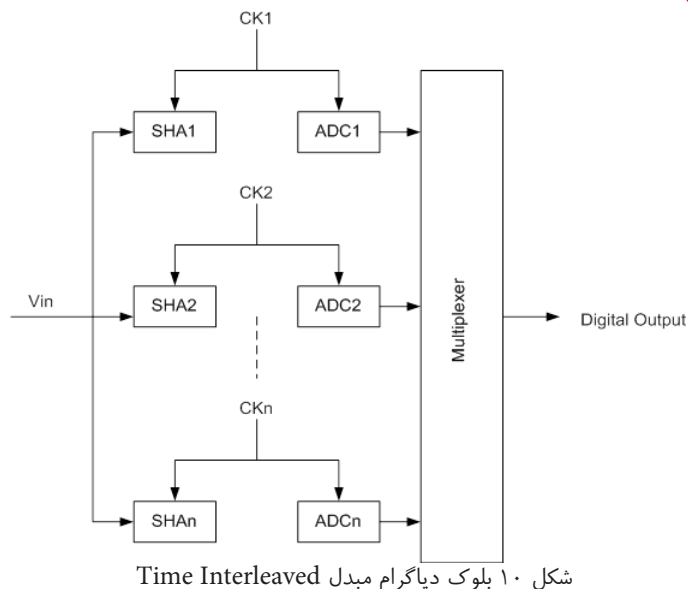 CK1
SHA1
ADC1
CK2
Vin
SHA2
ADC2
Multiplexer
Digital Output
CKn
SHAn
ADCn
شکل ۱۰ بلوک دیاگرام مبدل Time Interleaved